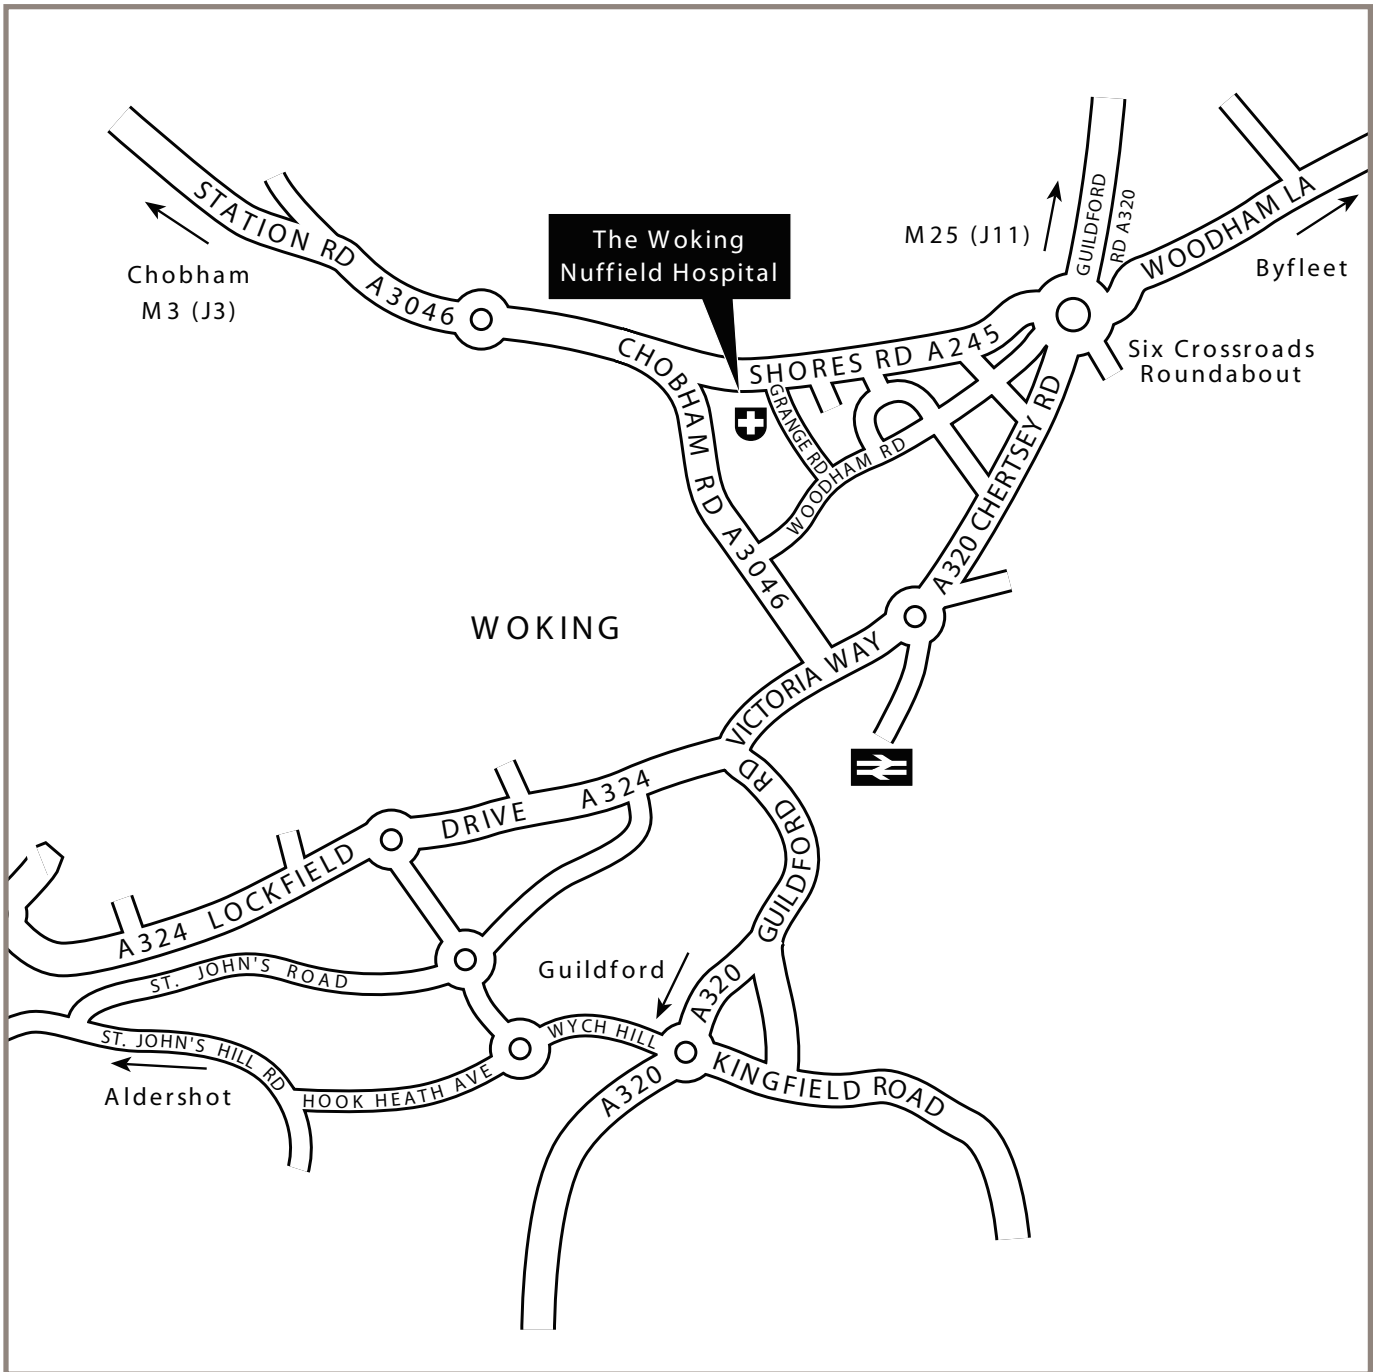 STATION RD A3046
Chobham
M3 (J3)
The Woking
Nuffield Hospital
M25 (J11)
GUILDFORD
RD A320
WOODHAM LA
Byfleet
Six Crossroads
Roundabout
SHORES RD A245
CHOBHAM RD A3046
GRANGE RD
WOODHAM RD
A320 CHERTSEY RD
WOKING
VICTORIA WAY
GUILDFORD RD
A324 LOCKFIELD DRIVE A324
ST. JOHN'S ROAD
Guildford
A320
WYCH HILL
ST. JOHN'S HILL RD
Aldershot
HOOK HEATH AVE
A320
KINGFIELD ROAD